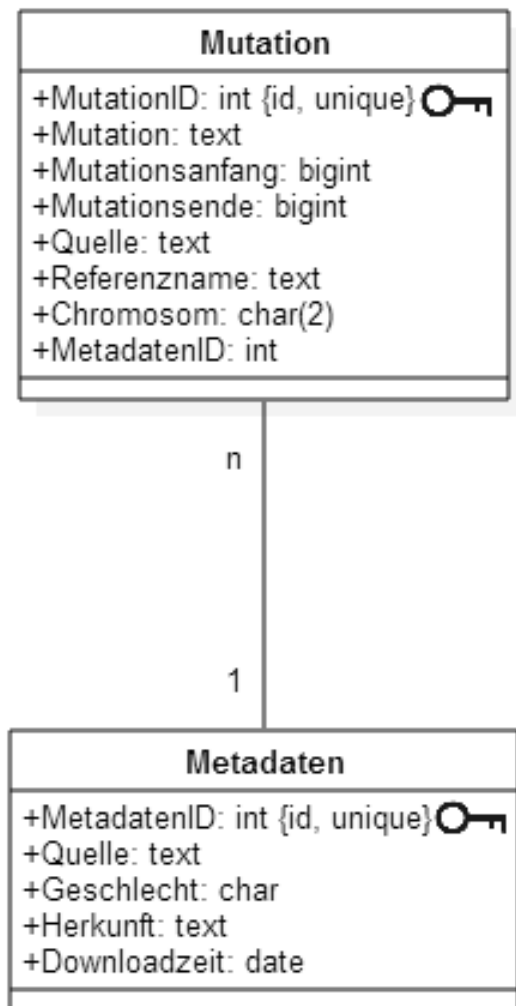 Mutation
+MutationID: int {id, unique}
+Mutation: text
+Mutationsanfang: bigint
+Mutationsende: bigint
+Quelle: text
+Referenzname: text
+Chromosom: char(2)
+MetadatenID: int
n
1
Metadaten
+MetadatenID: int {id, unique}
+Quelle: text
+Geschlecht: char
+Herkunft: text
+Downloadzeit: date